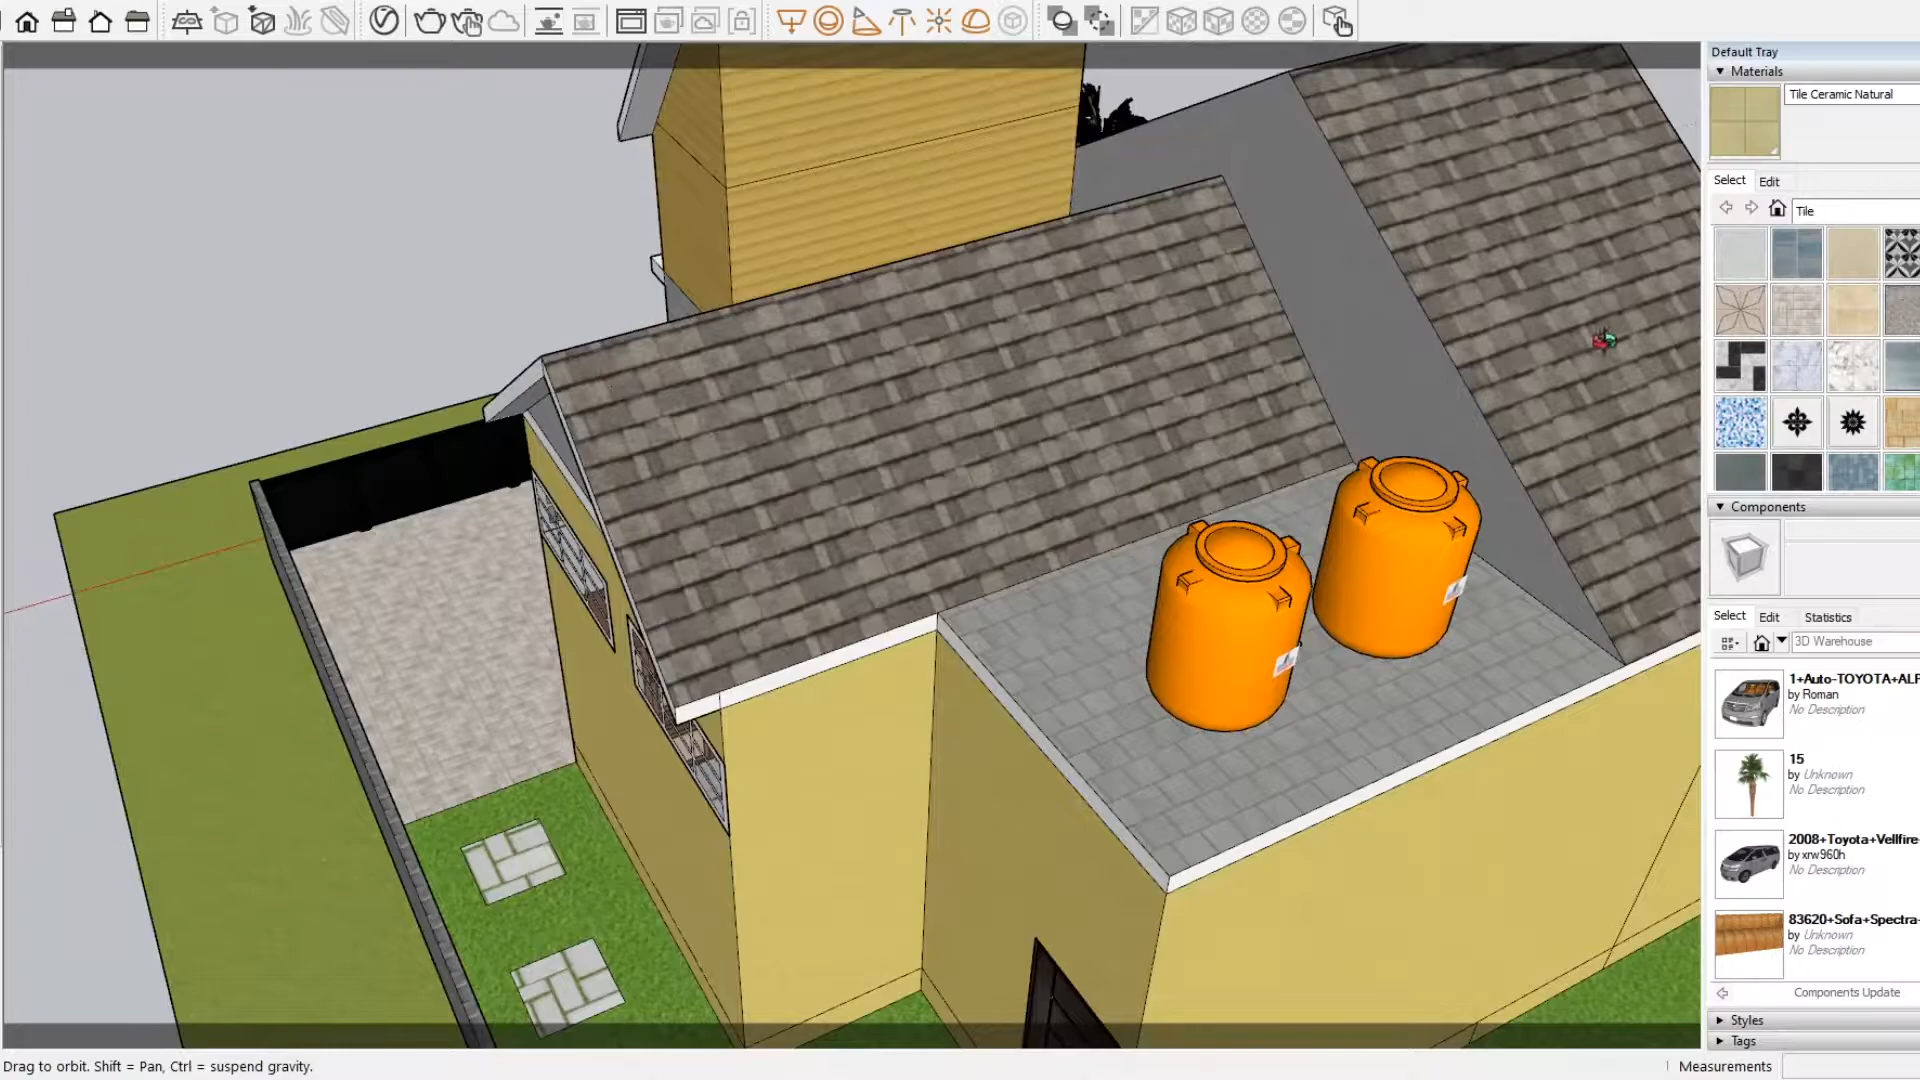 Default Tray
Materials
Tile Ceramic Natural
Select Edit
Tile
Components
Select Edit Statistics
3D Warehouse
1+Auto-TOYOTA+ALF
by Roman
No Description
15
by Unknown
No Description
2008+Toyota+Vellfire
by xrw960h
No Description
83620+Sofa+Spectra
by Unknown
No Description
Components Update
Styles
Tags
Drag to orbit. Shift = Pan, Ctrl = suspend gravity.
Measurements